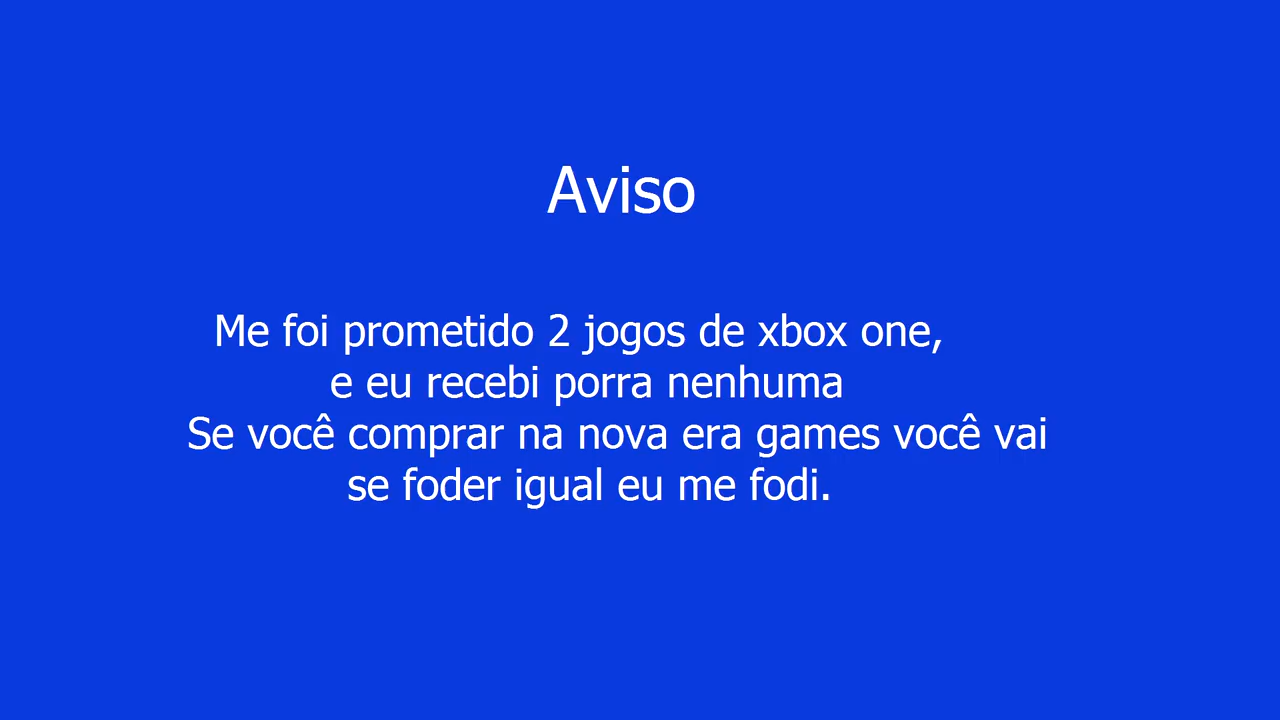 Aviso
Me foi prometido 2 jogos de xbox one,
e eu recebi porra nenhuma
Se você comprar na nova era games você vai
se foder igual eu me fodi.